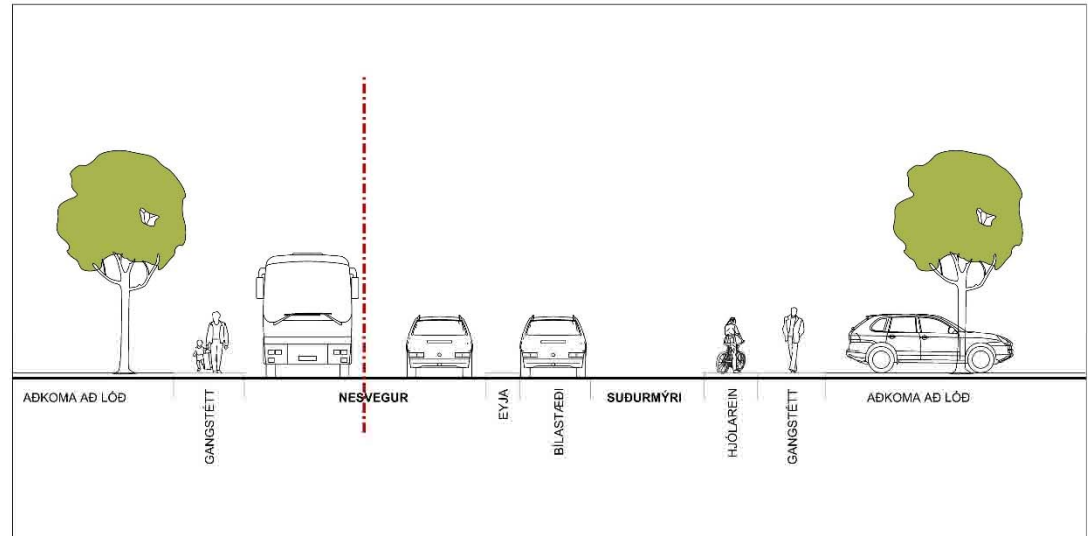 AÐKOMA AÐ LÓÐ
GANGSTÉTT
NESVEGUR
EYJA
BÍLASTÆÐI
SUÐURMÝRI
HJÓLAREIN
GANGSTÉTT
AÐKOMA AÐ LÓÐ